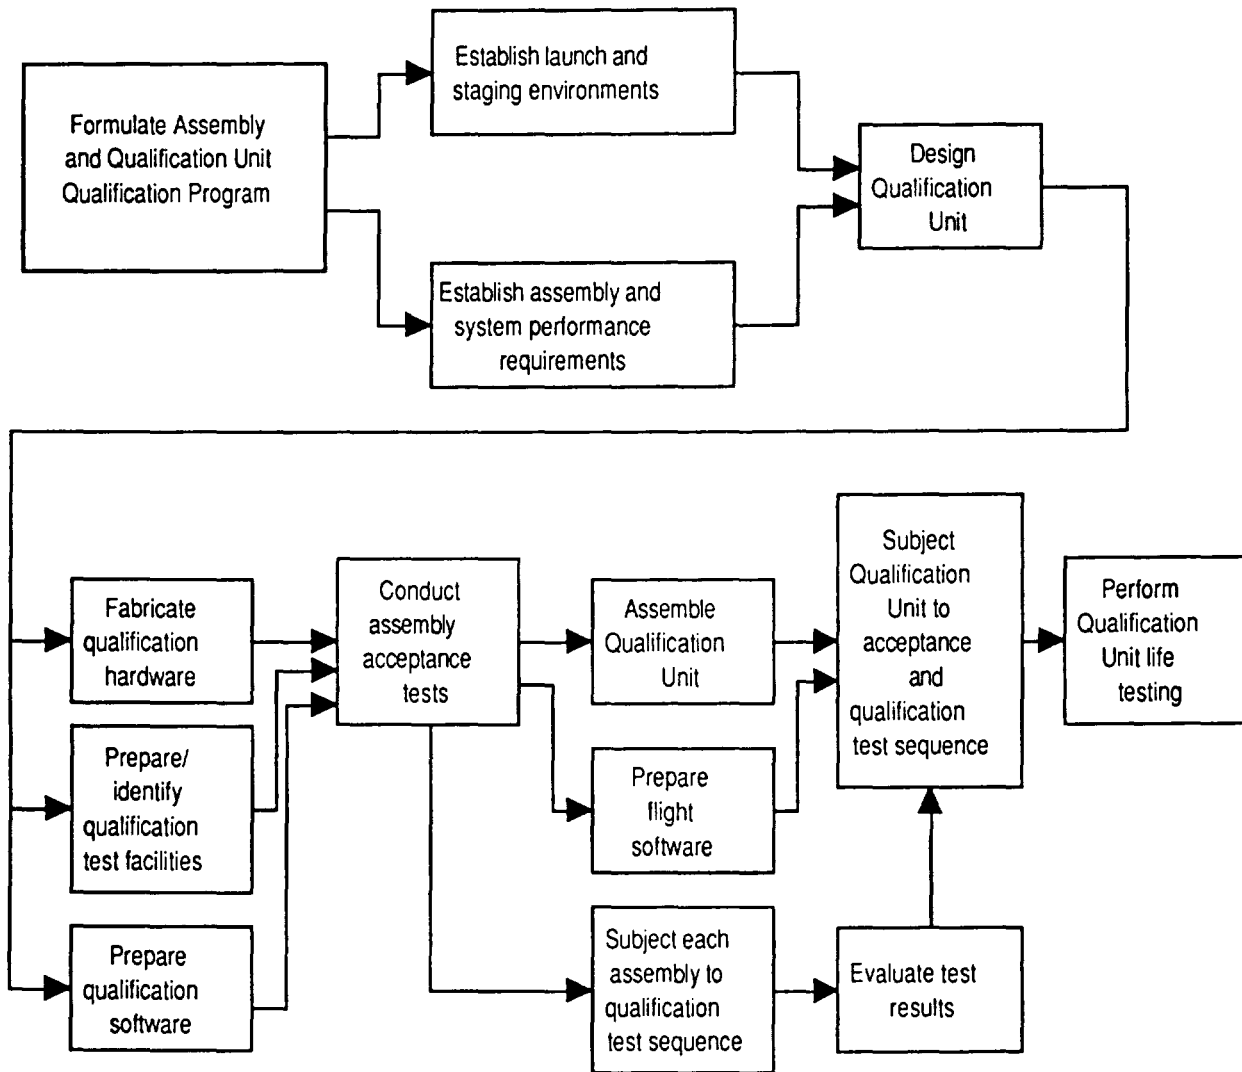 Formulate Assembly
and Qualification Unit
Qualification Program
Establish launch and
staging environments
Establish assembly and
system performance
requirements
Design
Qualification
Unit
Fabricate
qualification
hardware
Prepare/
identify
qualification
test facilities
Prepare
qualification
software
Conduct
assembly
acceptance
tests
Assemble
Qualification
Unit
Prepare
flight
software
Subject each
assembly to
qualification
test sequence
Evaluate test
results
Subject
Qualification
Unit to
acceptance
and
qualification
test sequence
Perform
Qualification
Unit life
testing